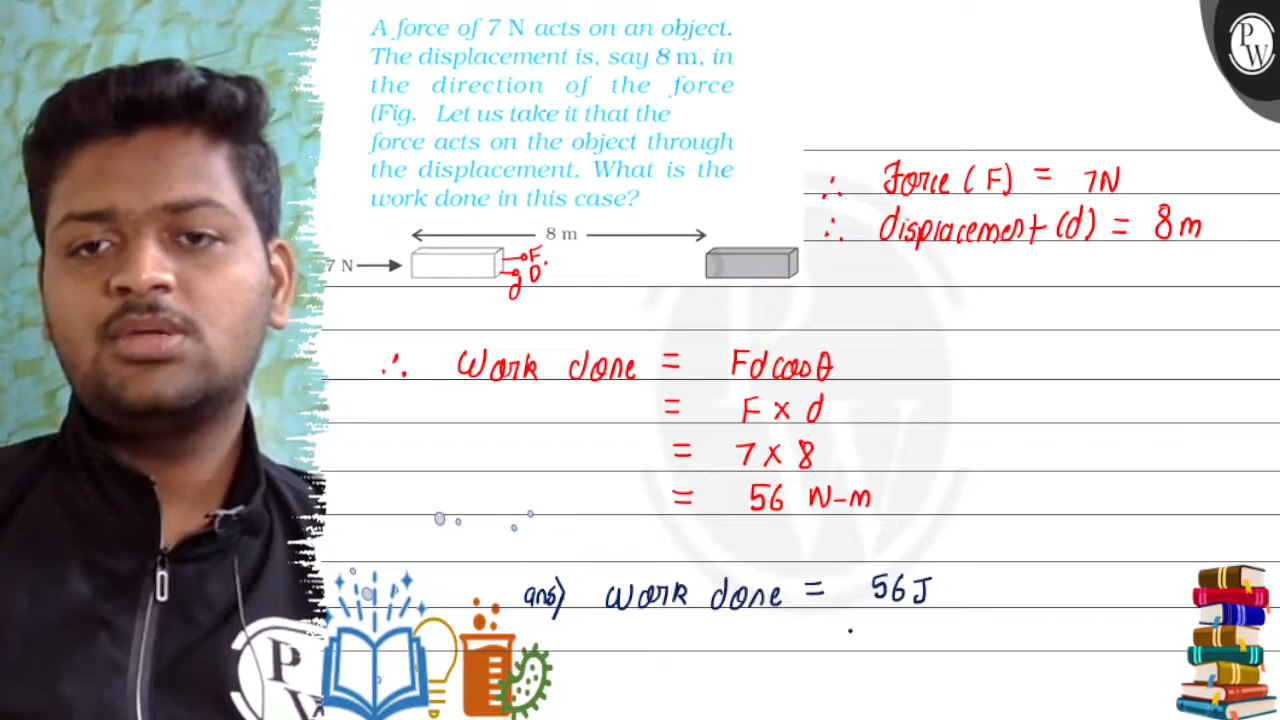 A force of 7 N acts on an object.
The displacement is, say 8 m, in
the direction of the force
(Fig. Let us take it that the
force acts on the object through
the displacement. What is the
work done in this case?
8 m
7 N
F.
D
∴ Force (F) = 7N
∴ displacement (d) = 8m
∴ Work done = Fdcosθ
= F × d
= 7 × 8
= 56 N-m
ans) work done = 56J
PW
PW
PW